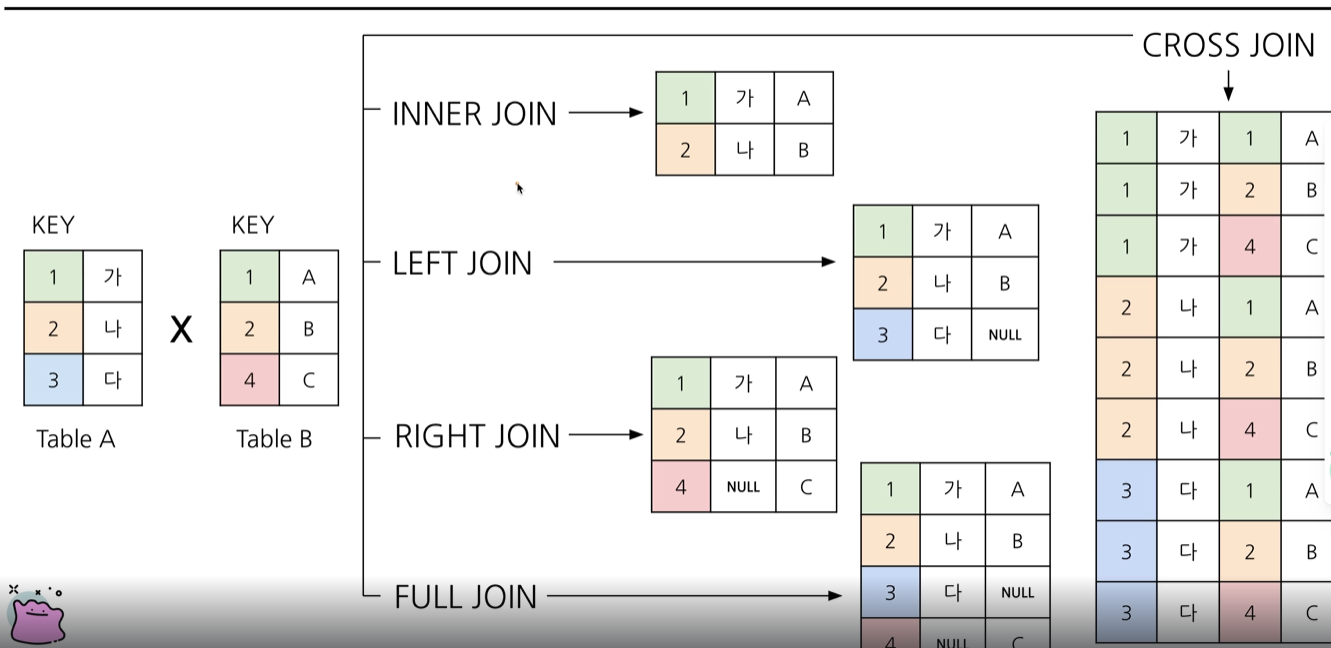 CROSS JOIN
INNER JOIN
1 가 A
2 나 B
LEFT JOIN
1 가 A
2 나 B
3 다 NULL
KEY
1 가
2 나
3 다
Table A
X
KEY
1 A
2 B
4 C
Table B
RIGHT JOIN
1 가 A
2 나 B
4 NULL C
FULL JOIN
1 가 A
2 나 B
3 다 NULL
4 NULL C
1 가 1 A
1 가 2 B
1 가 4 C
2 나 1 A
2 나 2 B
2 나 4 C
3 다 1 A
3 다 2 B
3 다 4 C